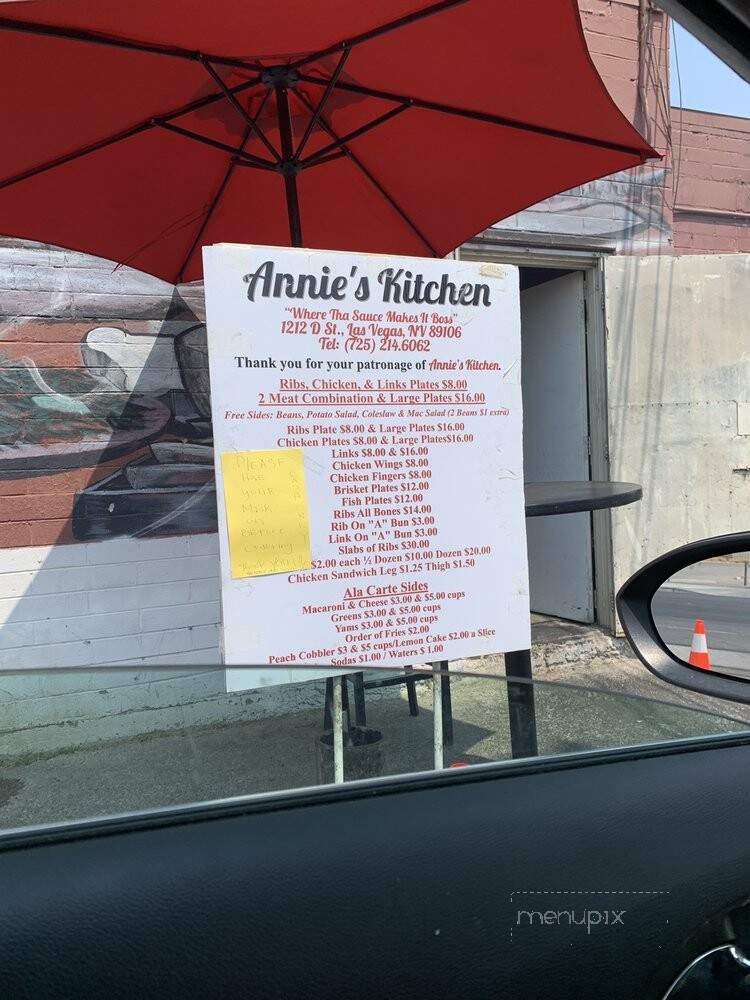 Annie's Kitchen
"Where Tha Sauce Makes It Boss"
1212 D St., Las Vegas, NV 89106
Tel: (725) 214.6062
Thank you for your patronage of Annie's Kitchen.
Ribs, Chicken, & Links Plates $8.00
2 Meat Combination & Large Plates $16.00
Free Sides: Beans, Potato Salad, Coleslaw & Mac Salad (2 Beans $1 extra)
Ribs Plate $8.00 & Large Plates $16.00
Chicken Plates $8.00 & Large Plates$16.00
Links $8.00 & $16.00
Chicken Wings $8.00
Chicken Fingers $8.00
Brisket Plates $12.00
Fish Plates $12.00
Ribs All Bones $14.00
Rib On "A" Bun $3.00
Link On "A" Bun $3.00
Slabs of Ribs $30.00
$2.00 each ½ Dozen $10.00 Dozen $20.00
Chicken Sandwich Leg $1.25 Thigh $1.50
Ala Carte Sides
Macaroni & Cheese $3.00 & $5.00 cups
Greens $3.00 & $5.00 cups
Yams $3.00 & $5.00 cups
Order of Fries $2.00
Peach Cobbler $3 & $5 cups/Lemon Cake $2.00 a Slice
Sodas $1.00 / Waters $ 1.00
PLEASE
YOUR
MASK
ON
BEFORE
Ordering
Thank you
menupix